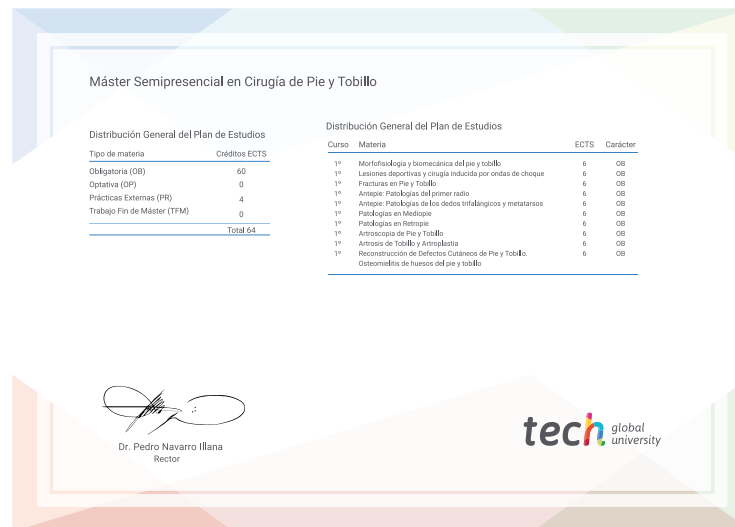 Máster Semipresencial en Cirugía de Pie y Tobillo
Distribución General del Plan de Estudios
Tipo de materia Créditos ECTS
Obligatoria (OB) 60
Optativa (OP) 0
Prácticas Externas (PR) 4
Trabajo Fin de Máster (TFM) 0
Total 64
Distribución General del Plan de Estudios
Curso Materia ECTS Carácter
1º Morfofisiología y biomecánica del pie y tobillo 6 OB
1º Lesiones deportivas y cirugía inducida por ondas de choque 6 OB
1º Fracturas en Pie y Tobillo 6 OB
1º Antepie: Patologías del primer radio 6 OB
1º Antepie: Patologías de los dedos trifalángicos y metatarsos 6 OB
1º Patologías en Mediopie 6 OB
1º Patologías en Retropie 6 OB
1º Artroscopia de Pie y Tobillo 6 OB
1º Artrosis de Tobillo y Artroplastia 6 OB
1º Reconstrucción de Defectos Cutáneos de Pie y Tobillo. 6 OB
Osteomielitis de huesos del pie y tobillo
Dr. Pedro Navarro Illana
Rector
tech global
university